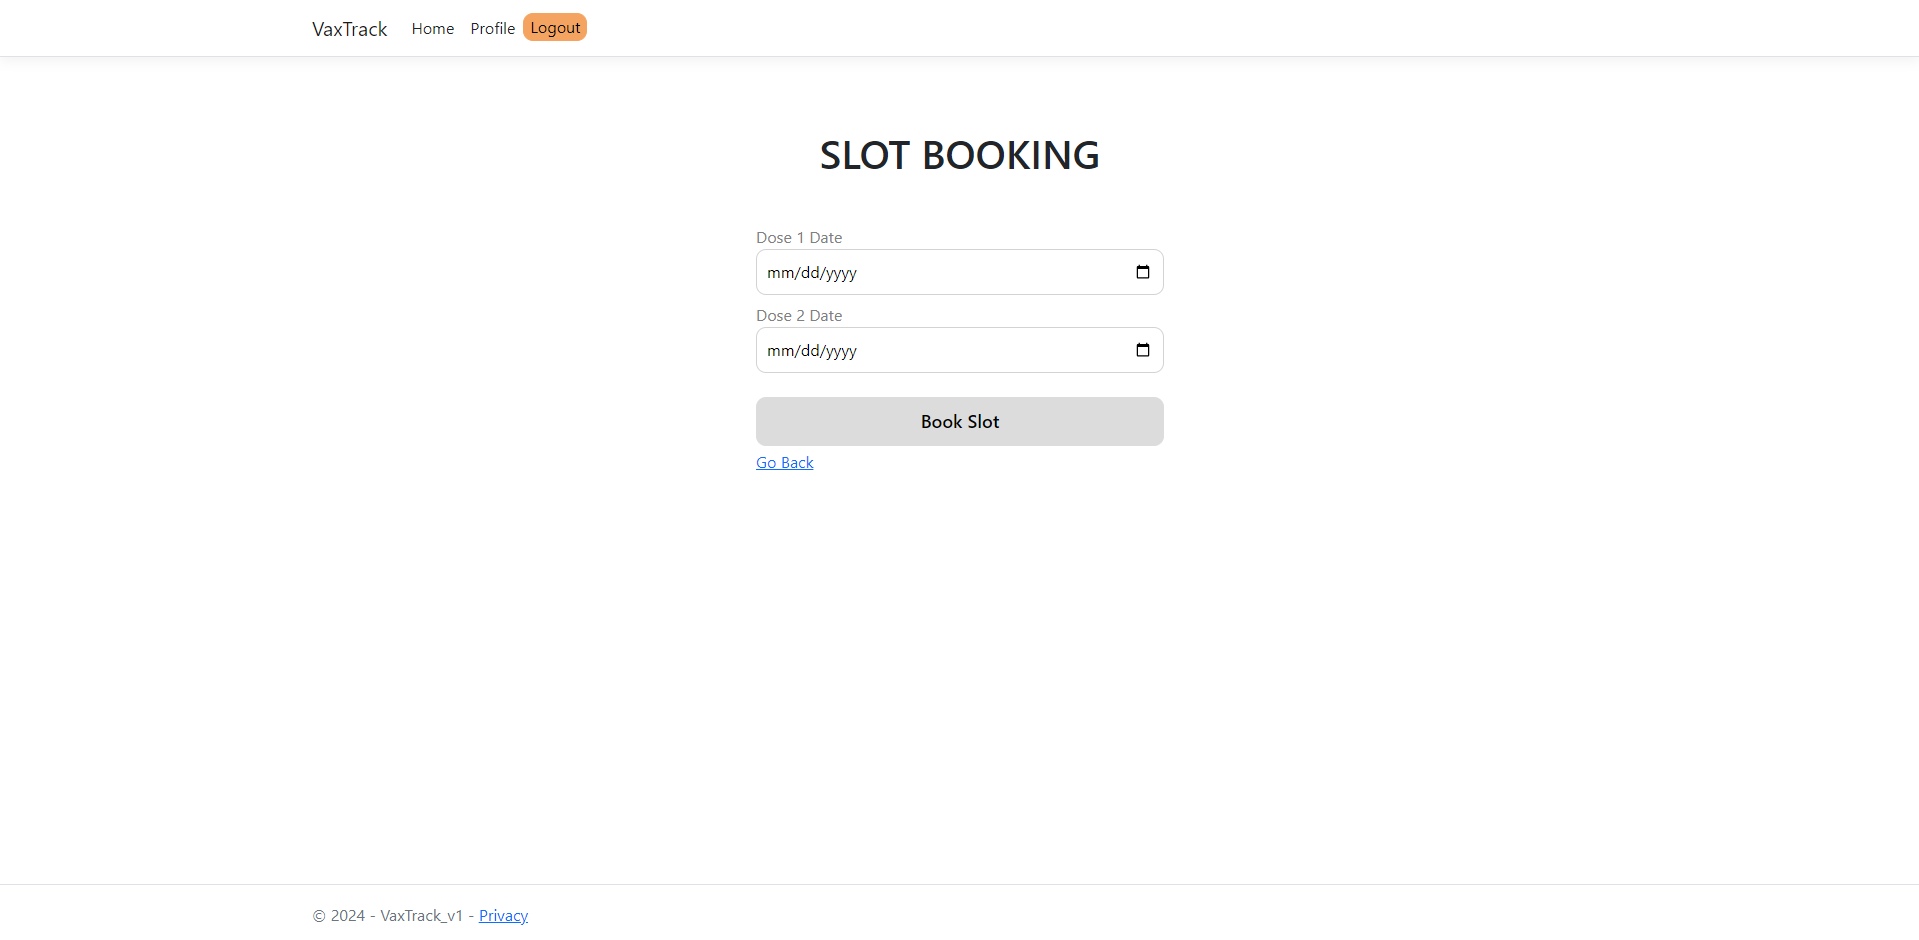 VaxTrack Home Profile Logout
SLOT BOOKING
Dose 1 Date
mm/dd/yyyy
Dose 2 Date
mm/dd/yyyy
Book Slot
Go Back
© 2024 - VaxTrack_v1 - Privacy